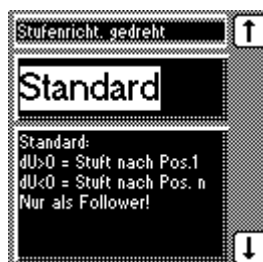 Stufenricht. gedreht
Standard
Standard:
dU>0 = Stuft nach Pos.1
dU<0 = Stuft nach Pos. n
Nur als Follower!